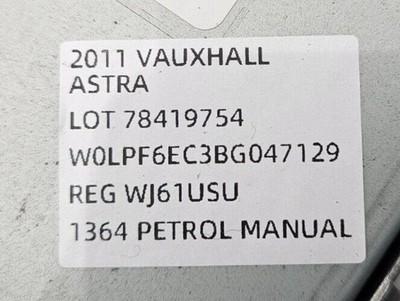 2011 VAUXHALL
ASTRA
LOT 78419754
W0LPF6EC3BG047129
REG WJ61USU
1364 PETROL MANUAL